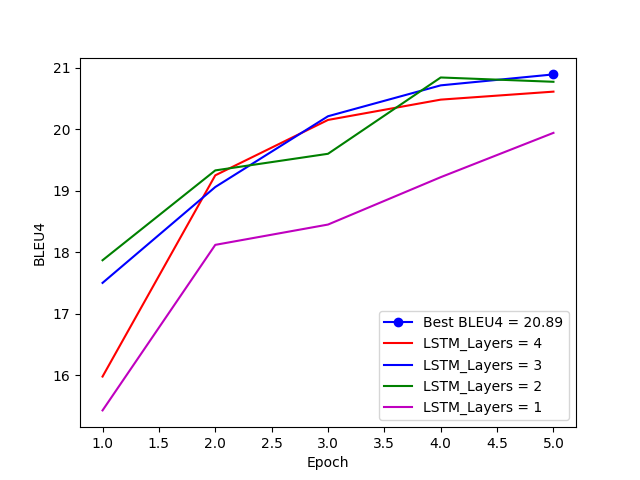 21
20
19
18
17
16
BLEU4
1.0 1.5 2.0 2.5 3.0 3.5 4.0 4.5 5.0
Epoch
Best BLEU4 = 20.89
LSTM_Layers = 4
LSTM_Layers = 3
LSTM_Layers = 2
LSTM_Layers = 1